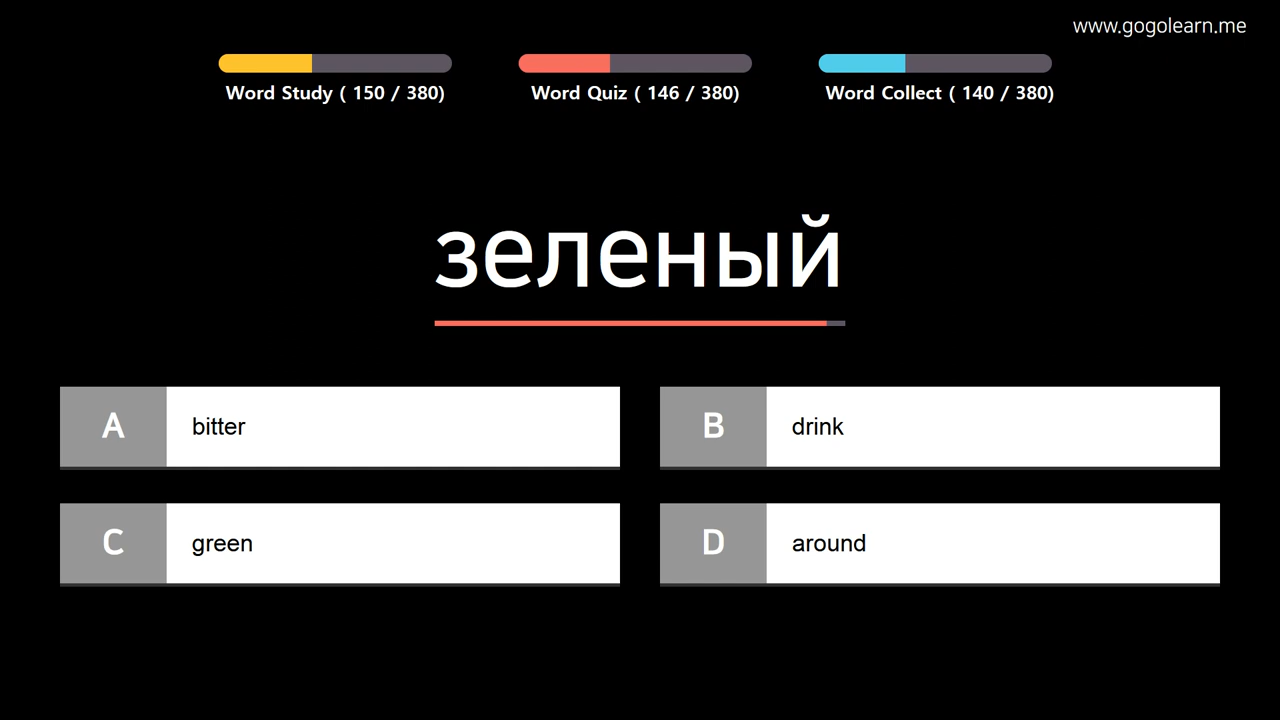 www.gogolearn.me
Word Study ( 150 / 380)
Word Quiz ( 146 / 380)
Word Collect ( 140 / 380)
зеленый
A bitter
B drink
C green
D around